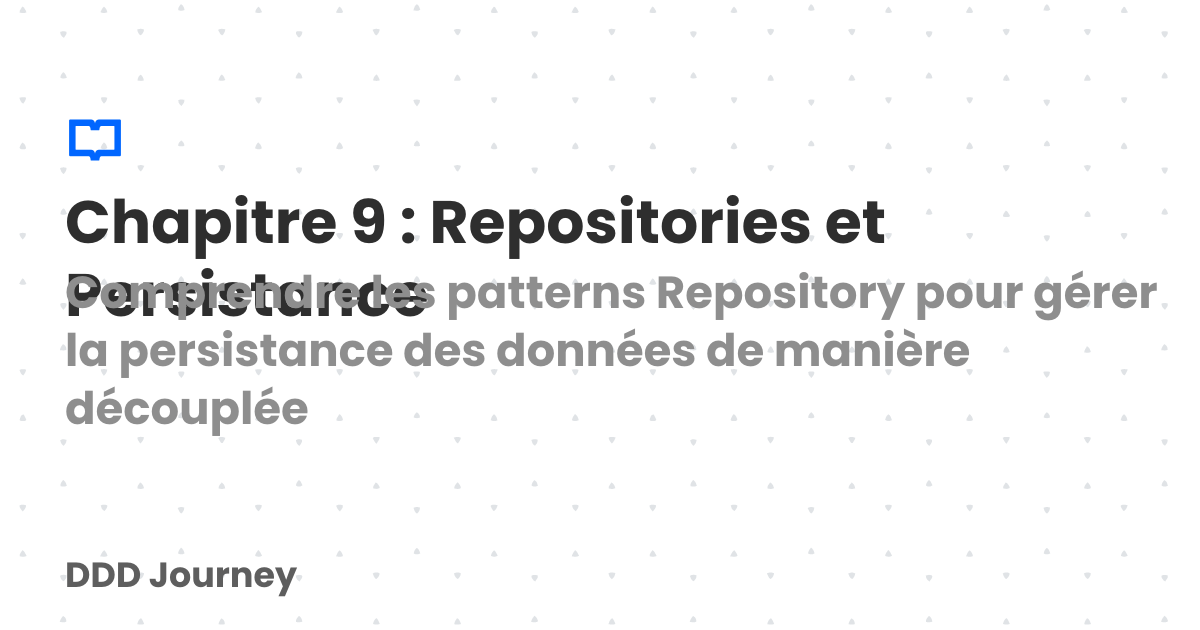 Chapitre 9 : Repositories et
Persistance
Comprendre les patterns Repository pour gérer
la persistance des données de manière
découplée
DDD Journey